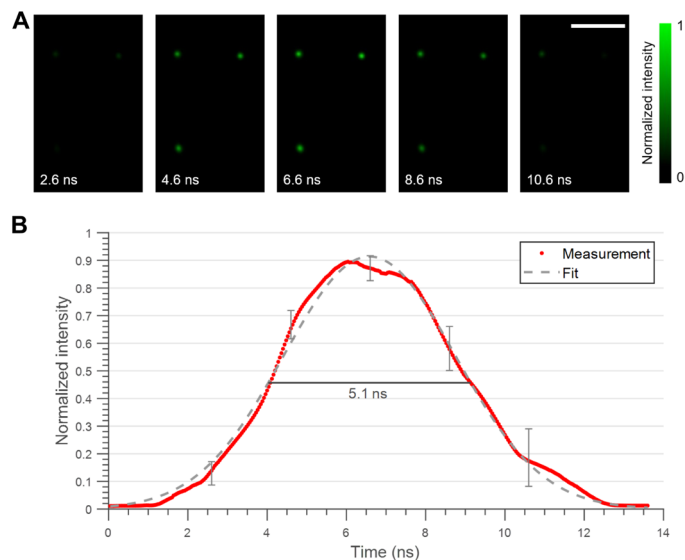 A
2.6 ns
4.6 ns
6.6 ns
8.6 ns
10.6 ns
1
Normalized intensity
0
B
1
0.9
0.8
0.7
0.6
0.5
0.4
0.3
0.2
0.1
0
Normalized intensity
Measurement
Fit
5.1 ns
0
2
4
6
8
10
12
14
Time (ns)